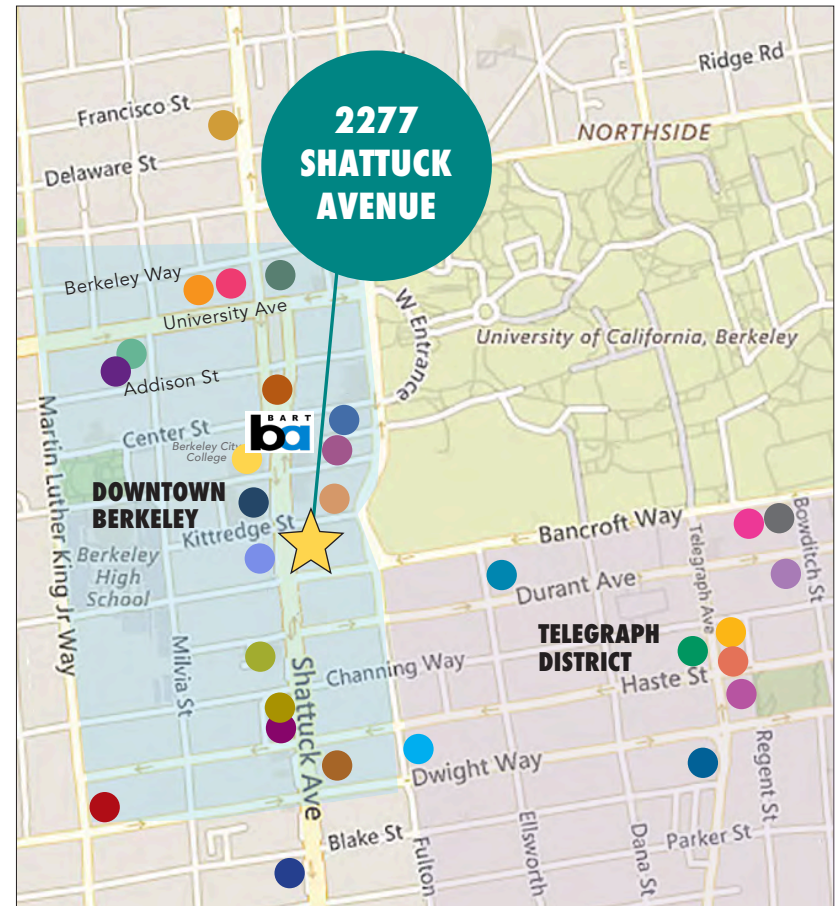 Ridge Rd
Francisco St
2277
SHATTUCK
AVENUE
NORTHSIDE
Delaware St
Berkeley Way
University Ave
W Entrance
University of California, Berkeley
Addison St
Martin Luther King Jr Way
Center St
BART
ba
Berkeley City
College
DOWNTOWN
BERKELEY
Kittredge St
Bancroft Way
Bowditch St
Telegraph Ave
Berkeley
High
School
Durant Ave
TELEGRAPH
DISTRICT
Milvia St
Shattuck Ave
Channing Way
Haste St
Dwight Way
Regent St
Blake St
Fulton
Ellsworth
Dana St
Parker St